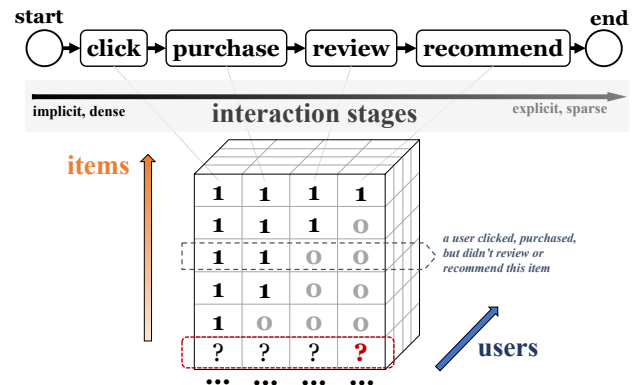 start
end
click
purchase
review
recommend
implicit, dense
interaction stages
explicit, sparse
items
1 1 1 1
1 1 1 0
1 1 0 0
1 1 0 0
1 0 0 0
? ? ? ?
... ... ... ...
a user clicked, purchased,
but didn't review or
recommend this item
users